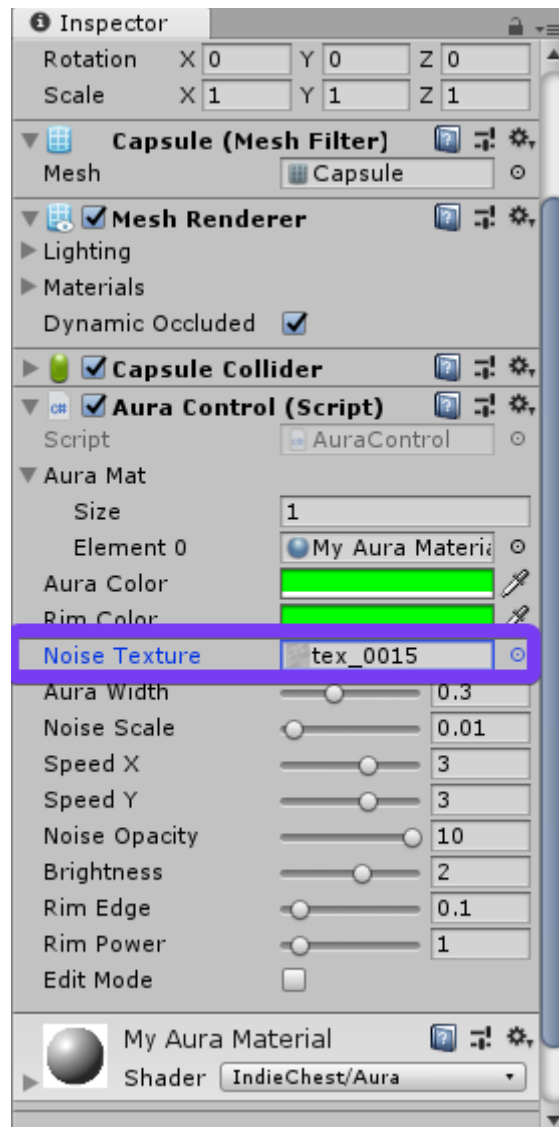 Inspector
Rotation X 0 Y 0 Z 0
Scale X 1 Y 1 Z 1
Capsule (Mesh Filter)
Mesh Capsule
Mesh Renderer
Lighting
Materials
Dynamic Occluded
Capsule Collider
c# Aura Control (Script)
Script AuraControl
Aura Mat
Size 1
Element 0 My Aura Materia
Aura Color
Rim Color
Noise Texture tex_0015
Aura Width 0.3
Noise Scale 0.01
Speed X 3
Speed Y 3
Noise Opacity 10
Brightness 2
Rim Edge 0.1
Rim Power 1
Edit Mode
My Aura Material
Shader IndieChest/Aura